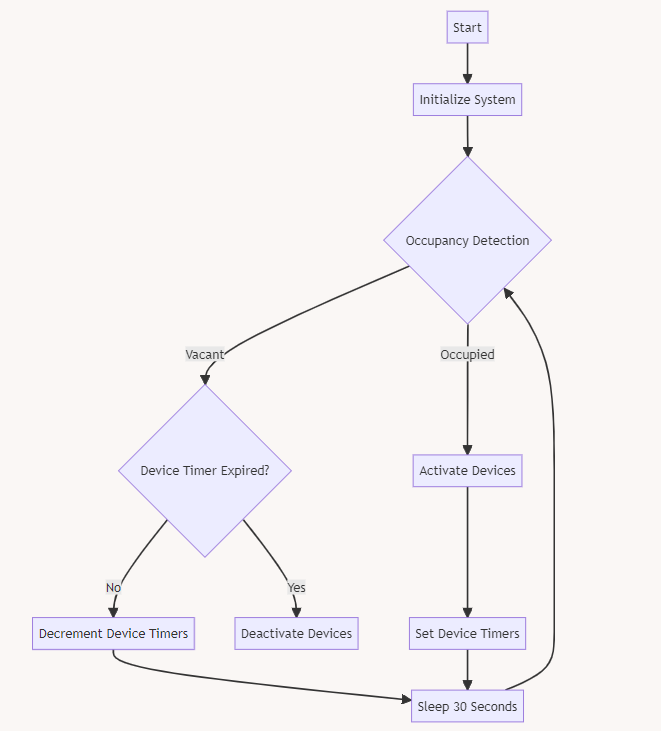 Start
Initialize System
Occupancy Detection
Vacant
Occupied
Device Timer Expired?
Activate Devices
No
Yes
Decrement Device Timers
Deactivate Devices
Set Device Timers
Sleep 30 Seconds